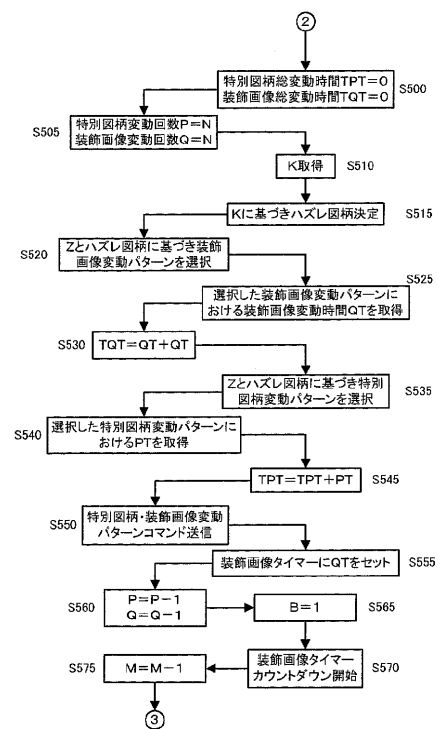 ②
特別図柄総変動時間TPT=0
装飾画像総変動時間TQT=0
S500
S505
特別図柄変動回数P=N
装飾画像変動回数Q=N
K取得
S510
Kに基づきハズレ図柄決定
S515
S520
Zとハズレ図柄に基づき装飾
画像変動パターンを選択
S525
選択した装飾画像変動パターンに
おける装飾画像変動時間QTを取得
S530
TQT=QT+QT
S535
Zとハズレ図柄に基づき特別
図柄変動パターンを選択
S540
選択した特別図柄変動パターンに
おけるPTを取得
TPT=TPT+PT
S545
S550
特別図柄・装飾画像変動
パターンコマンド送信
装飾画像タイマーにQTをセット
S555
S560
P=P-1
Q=Q-1
B=1
S565
S575
M=M-1
装飾画像タイマー
カウントダウン開始
S570
③